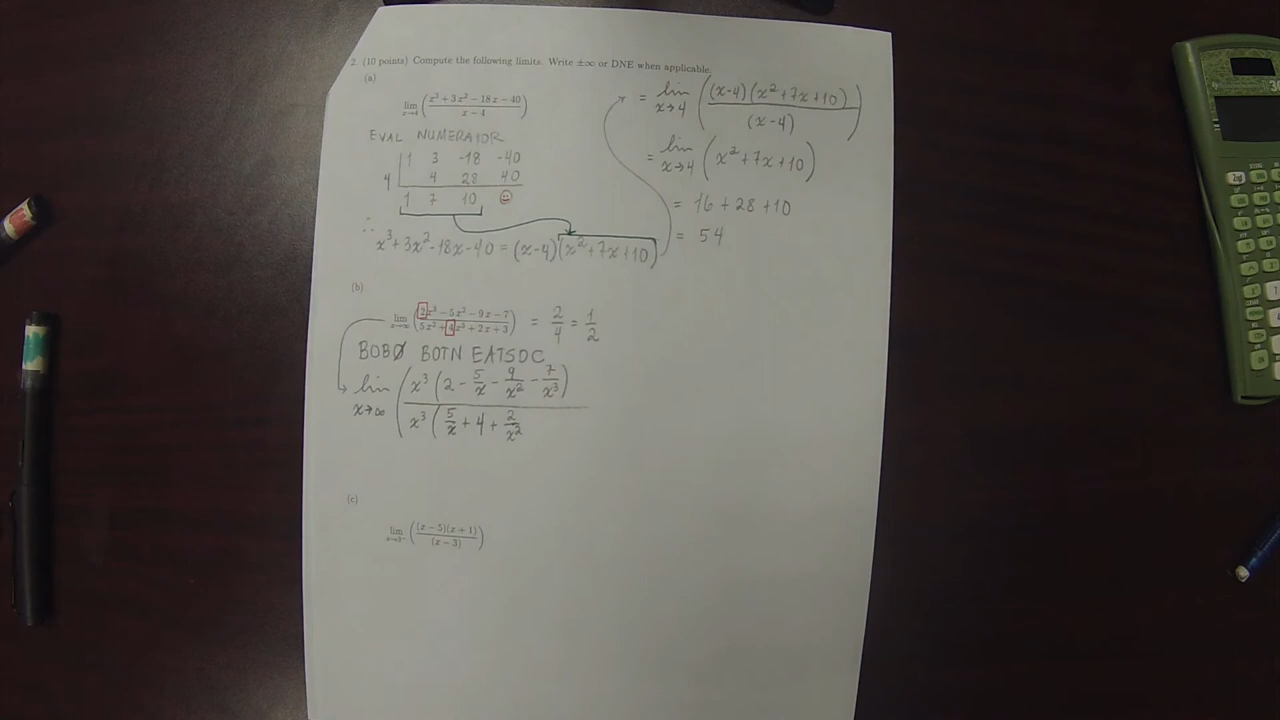 2. (10 points) Compute the following limits. Write ±∞ or DNE when applicable.
(a)
lim x→4 ( (x³ + 3x² − 18x − 40) / (x − 4) )
EVAL NUMERATOR
1 3 -18 -40
4 | 4 28 40
1 7 10 ☺
∴ x³+3x²-18x-40 = (x-4)(x²+7x+10)
= lim x→4 ( (x-4)(x²+7x+10) / (x-4) )
= lim x→4 (x²+7x+10)
= 16+28+10
= 54
(b)
lim x→∞ ( (2x³ − 5x² − 9x − 7) / (5x² + 4x³ + 2x + 3) ) = 2/4 = 1/2
BOB0 BOTN EATSDC
lim x→∞ ( x³(2 - 5/x - 9/x² - 7/x³) / x³(5/x + 4 + 2/x²
(c)
lim ( (x − 5)(x + 1) / (x − 3) )